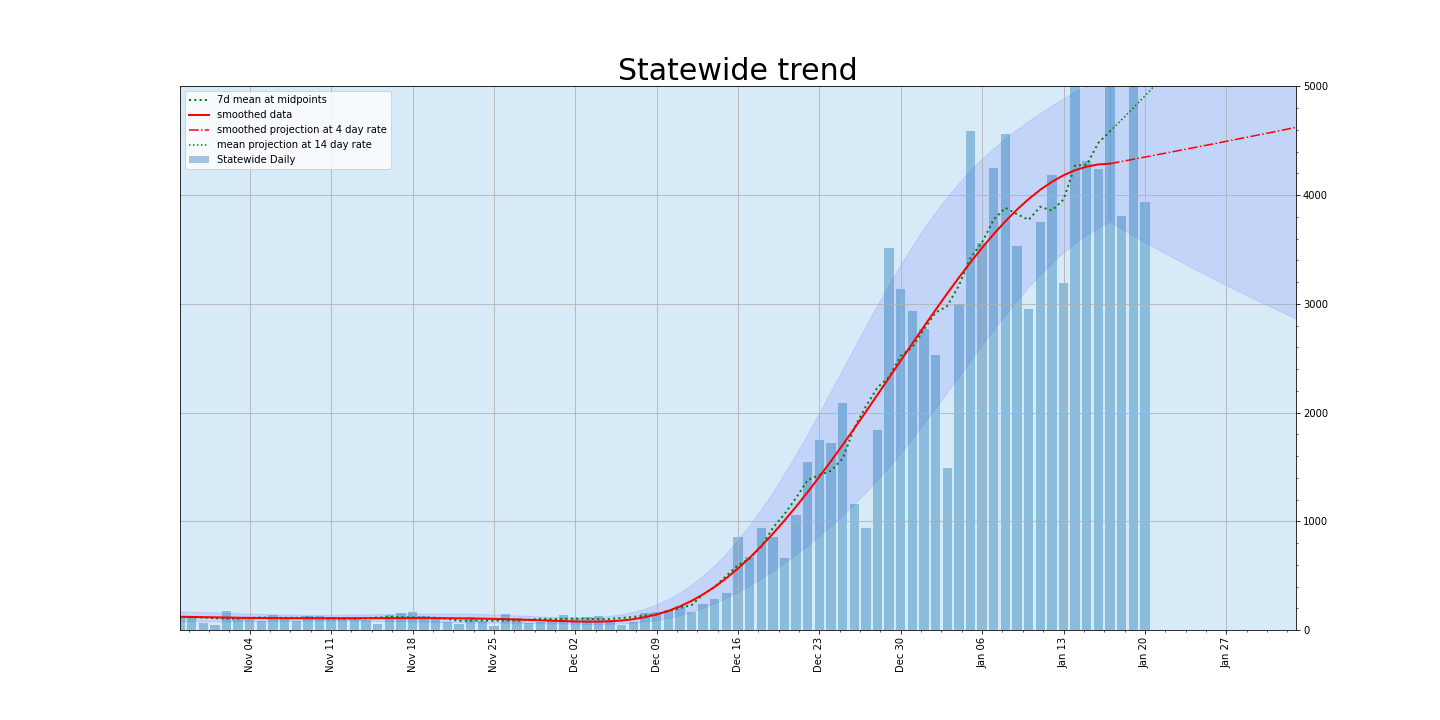 Statewide trend
7d mean at midpoints
smoothed data
smoothed projection at 4 day rate
mean projection at 14 day rate
Statewide Daily
5000
4000
3000
2000
1000
0
Nov 04
Nov 11
Nov 18
Nov 25
Dec 02
Dec 09
Dec 16
Dec 23
Dec 30
Jan 06
Jan 13
Jan 20
Jan 27